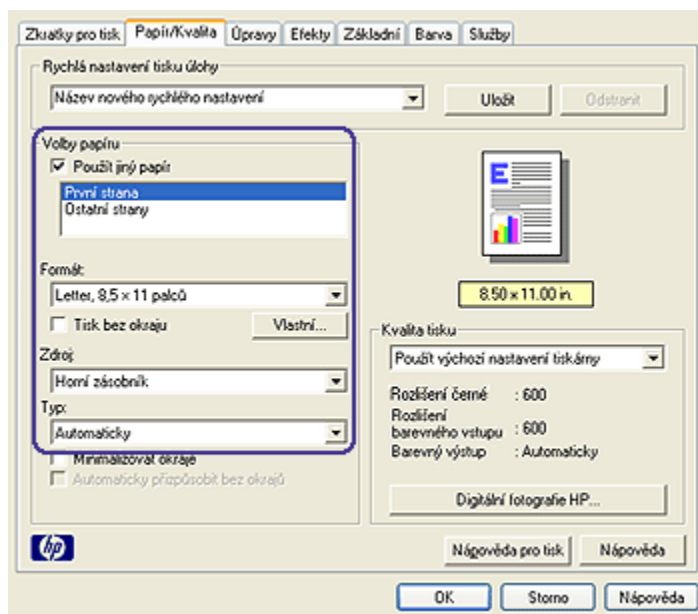 Zkratky pro tisk Papír/Kvalita Úpravy Efekty Základní Barva Služby
Rychlá nastavení tisku úlohy
Název nového rychlého nastavení
Uložit
Odstranit
Volby papíru
Použít jiný papír
První strana
Ostatní strany
Formát:
Letter, 8,5 × 11 palců
Tisk bez okraju
Vlastní...
Zdroj:
Horní zásobník
Typ:
Automaticky
Minimalizovat okraje
Automaticky přizpůsobit bez okrajů
E
8.50 × 11.00 in.
Kvalita tisku
Použít výchozí nastavení tiskárny
Rozlišení černé : 600
Rozlišení
barevného vstupu : 600
Barevný výstup : Automaticky
Digitální fotografie HP...
hp
Nápověda pro tisk
Nápověda
OK
Storno
Nápověda